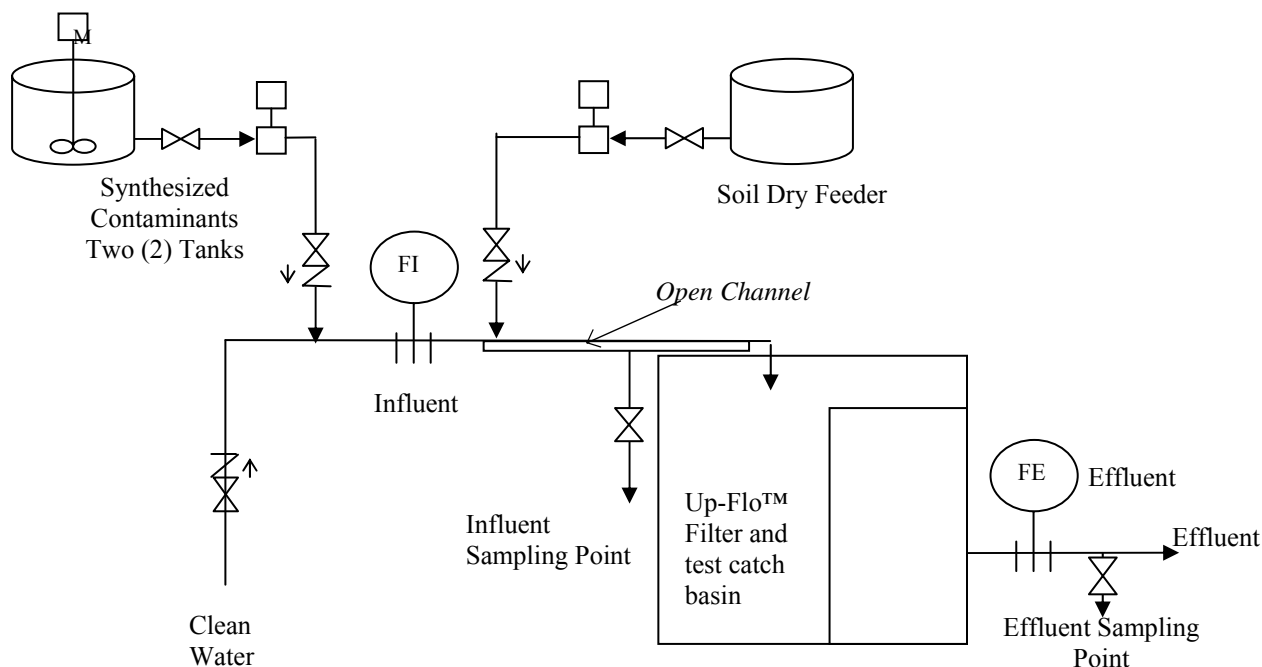 M
Synthesized
Contaminants
Two (2) Tanks
Soil Dry Feeder
FI
Open Channel
Influent
Influent
Sampling Point
Up-Flo™
Filter and
test catch
basin
FE
Effluent
Effluent
Effluent Sampling
Point
Clean
Water